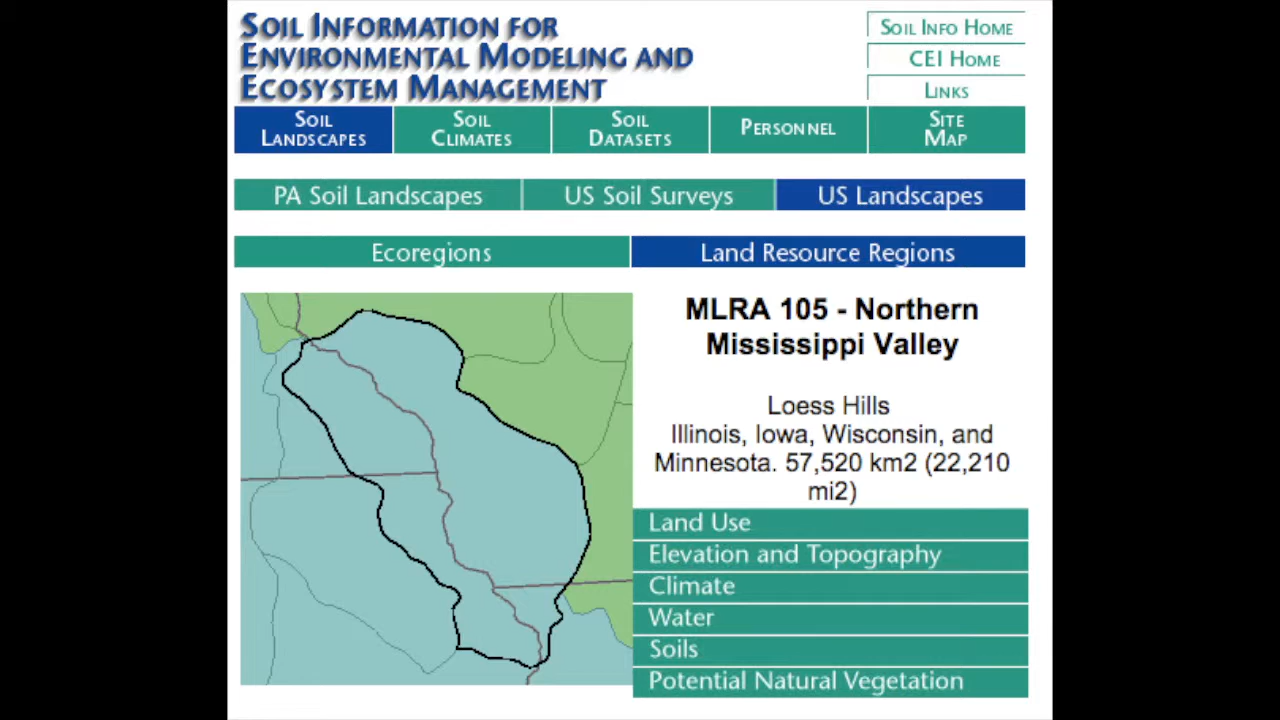 SOIL INFORMATION FOR
ENVIRONMENTAL MODELING AND
ECOSYSTEM MANAGEMENT
SOIL INFO HOME
CEI HOME
LINKS
SOIL LANDSCAPES
SOIL CLIMATES
SOIL DATASETS
PERSONNEL
SITE MAP
PA Soil Landscapes
US Soil Surveys
US Landscapes
Ecoregions
Land Resource Regions
MLRA 105 - Northern
Mississippi Valley
Loess Hills
Illinois, Iowa, Wisconsin, and
Minnesota. 57,520 km2 (22,210
mi2)
Land Use
Elevation and Topography
Climate
Water
Soils
Potential Natural Vegetation